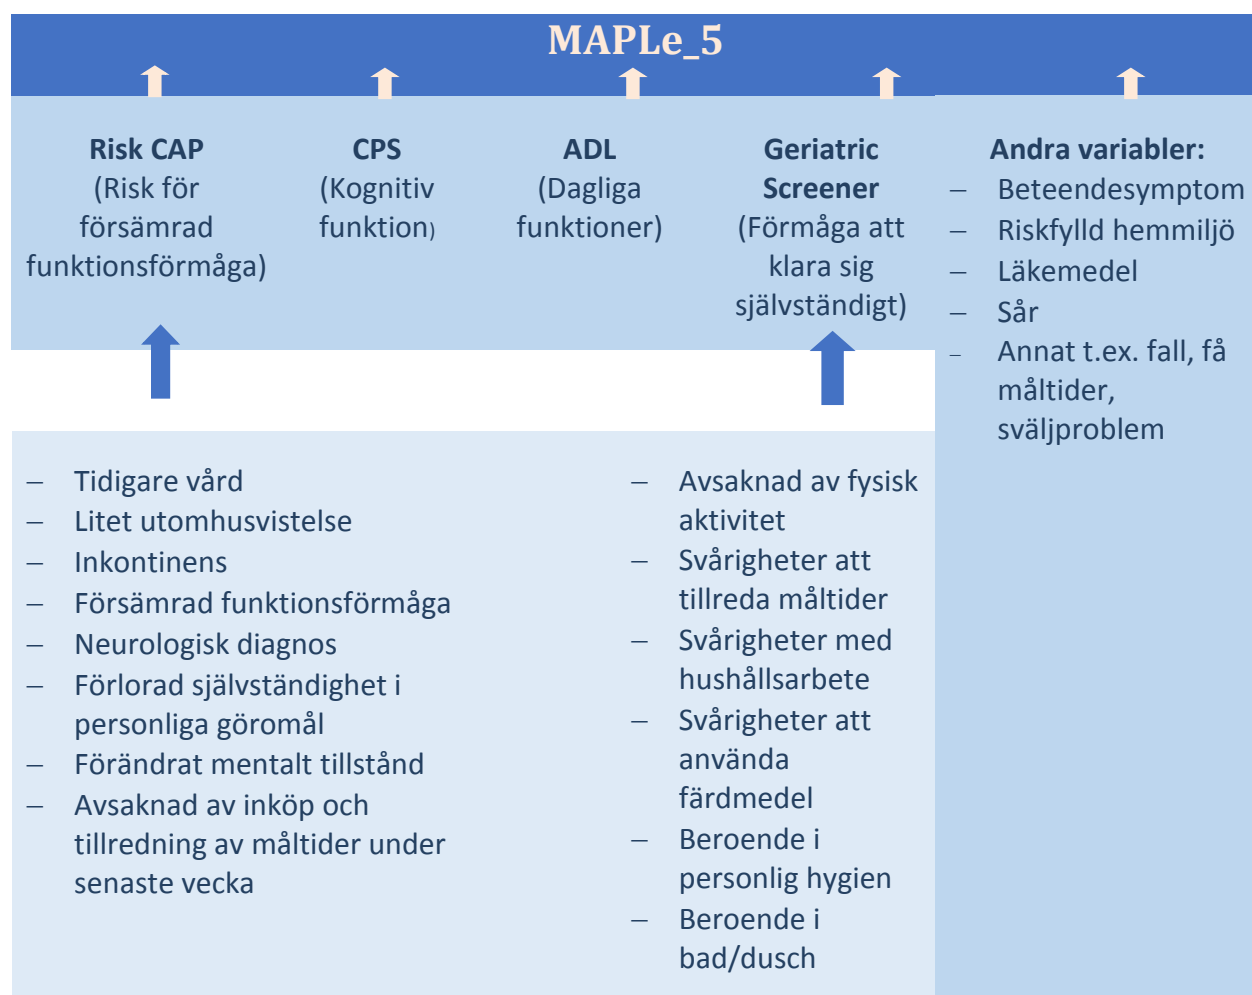 MAPLe_5
Risk CAP
(Risk för
försämrad
funktionsförmåga)
CPS
(Kognitiv
funktion)
ADL
(Dagliga
funktioner)
Geriatric
Screener
(Förmåga att
klara sig
självständigt)
Andra variabler:
– Beteendesymptom
– Riskfylld hemmiljö
– Läkemedel
– Sår
– Annat t.ex. fall, få
måltider,
sväljproblem
– Tidigare vård
– Litet utomhusvistelse
– Inkontinens
– Försämrad funktionsförmåga
– Neurologisk diagnos
– Förlorad självständighet i
personliga göromål
– Förändrat mentalt tillstånd
– Avsaknad av inköp och
tillredning av måltider under
senaste vecka
– Avsaknad av fysisk
aktivitet
– Svårigheter att
tillreda måltider
– Svårigheter med
hushållsarbete
– Svårigheter att
använda
färdmedel
– Beroende i
personlig hygien
– Beroende i
bad/dusch